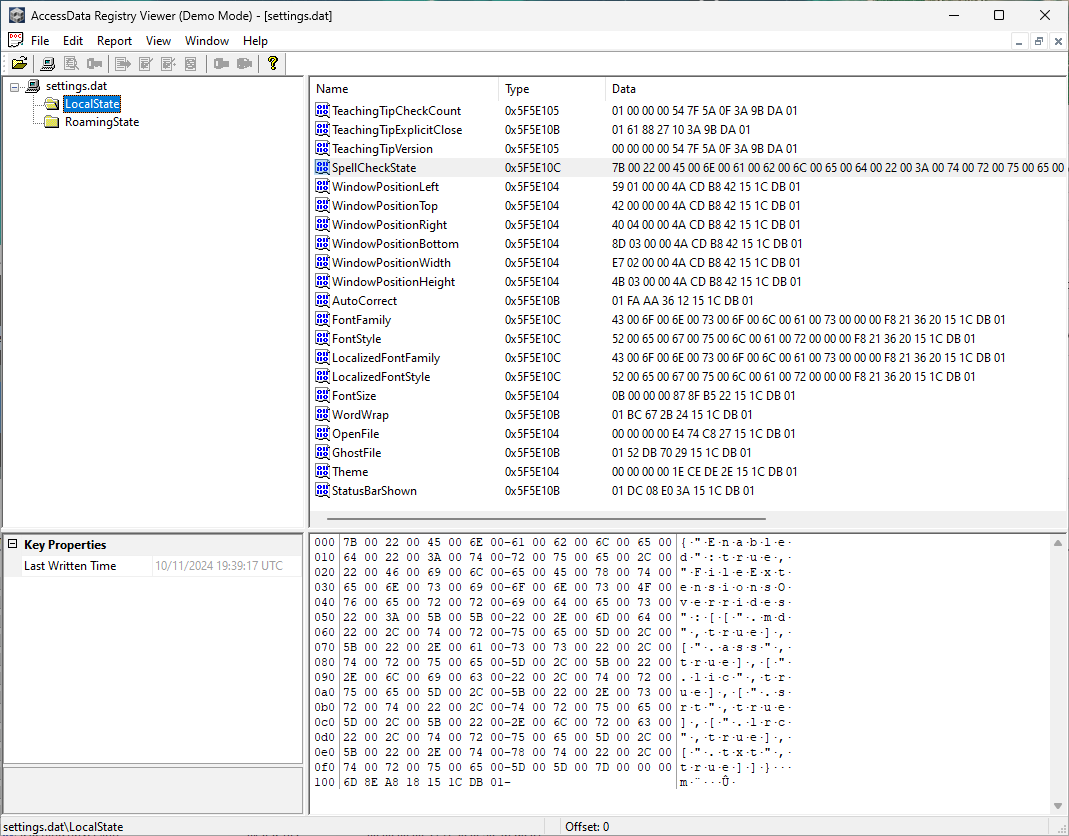 AccessData Registry Viewer (Demo Mode) - [settings.dat]
File Edit Report View Window Help
settings.dat
LocalState
RoamingState
Name Type Data
TeachingTipCheckCount 0x5F5E105 01 00 00 00 54 7F 5A 0F 3A 9B DA 01
TeachingTipExplicitClose 0x5F5E10B 01 61 88 27 10 3A 9B DA 01
TeachingTipVersion 0x5F5E105 00 00 00 00 54 7F 5A 0F 3A 9B DA 01
SpellCheckState 0x5F5E10C 7B 00 22 00 45 00 6E 00 61 00 62 00 6C 00 65 00 64 00 22 00 3A 00 74 00 72 00 75 00 65 00
WindowPositionLeft 0x5F5E104 59 01 00 00 4A CD B8 42 15 1C DB 01
WindowPositionTop 0x5F5E104 42 00 00 00 4A CD B8 42 15 1C DB 01
WindowPositionRight 0x5F5E104 40 04 00 00 4A CD B8 42 15 1C DB 01
WindowPositionBottom 0x5F5E104 8D 03 00 00 4A CD B8 42 15 1C DB 01
WindowPositionWidth 0x5F5E104 E7 02 00 00 4A CD B8 42 15 1C DB 01
WindowPositionHeight 0x5F5E104 4B 03 00 00 4A CD B8 42 15 1C DB 01
AutoCorrect 0x5F5E10B 01 FA AA 36 12 15 1C DB 01
FontFamily 0x5F5E10C 43 00 6F 00 6E 00 73 00 6F 00 6C 00 61 00 73 00 00 00 F8 21 36 20 15 1C DB 01
FontStyle 0x5F5E10C 52 00 65 00 67 00 75 00 6C 00 61 00 72 00 00 00 F8 21 36 20 15 1C DB 01
LocalizedFontFamily 0x5F5E10C 43 00 6F 00 6E 00 73 00 6F 00 6C 00 61 00 73 00 00 00 F8 21 36 20 15 1C DB 01
LocalizedFontStyle 0x5F5E10C 52 00 65 00 67 00 75 00 6C 00 61 00 72 00 00 00 F8 21 36 20 15 1C DB 01
FontSize 0x5F5E104 0B 00 00 00 87 8F B5 22 15 1C DB 01
WordWrap 0x5F5E10B 01 BC 67 2B 24 15 1C DB 01
OpenFile 0x5F5E104 00 00 00 00 E4 74 C8 27 15 1C DB 01
GhostFile 0x5F5E10B 01 52 DB 70 29 15 1C DB 01
Theme 0x5F5E104 00 00 00 00 1E CE DE 2E 15 1C DB 01
StatusBarShown 0x5F5E10B 01 DC 08 E0 3A 15 1C DB 01
Key Properties
Last Written Time 10/11/2024 19:39:17 UTC
000 7B 00 22 00 45 00 6E 00-61 00 62 00 6C 00 65 00 {·"·E·n·a·b·l·e·
010 64 00 22 00 3A 00 74 00-72 00 75 00 65 00 2C 00 d·"·:·t·r·u·e·,·
020 22 00 46 00 69 00 6C 00-65 00 45 00 78 00 74 00 "·F·i·l·e·E·x·t·
030 65 00 6E 00 73 00 69 00-6F 00 6E 00 73 00 4F 00 e·n·s·i·o·n·s·O·
040 76 00 65 00 72 00 72 00-69 00 64 00 65 00 73 00 v·e·r·r·i·d·e·s·
050 22 00 3A 00 5B 00 5B 00-22 00 2E 00 6D 00 64 00 "·:·[·[·"·.·m·d·
060 22 00 2C 00 74 00 72 00-75 00 65 00 5D 00 2C 00 "·,·t·r·u·e·]·,·
070 5B 00 22 00 2E 00 61 00-73 00 73 00 22 00 2C 00 [·"·.·a·s·s·"·,·
080 74 00 72 00 75 00 65 00-5D 00 2C 00 5B 00 22 00 t·r·u·e·]·,·[·"·
090 2E 00 6C 00 69 00 63 00-22 00 2C 00 74 00 72 00 .·l·i·c·"·,·t·r·
0a0 75 00 65 00 5D 00 2C 00-5B 00 22 00 2E 00 73 00 u·e·]·,·[·"·.·s·
0b0 72 00 74 00 22 00 2C 00-74 00 72 00 75 00 65 00 r·t·"·,·t·r·u·e·
0c0 5D 00 2C 00 5B 00 22 00-2E 00 6C 00 72 00 63 00 ]·,·[·"·.·l·r·c·
0d0 22 00 2C 00 74 00 72 00-75 00 65 00 5D 00 2C 00 "·,·t·r·u·e·]·,·
0e0 5B 00 22 00 2E 00 74 00-78 00 74 00 22 00 2C 00 [·"·.·t·x·t·"·,·
0f0 74 00 72 00 75 00 65 00-5D 00 5D 00 7D 00 00 00 t·r·u·e·]·]·}···
100 6D 8E A8 18 15 1C DB 01- m·¨···Û·
settings.dat\LocalState Offset: 0